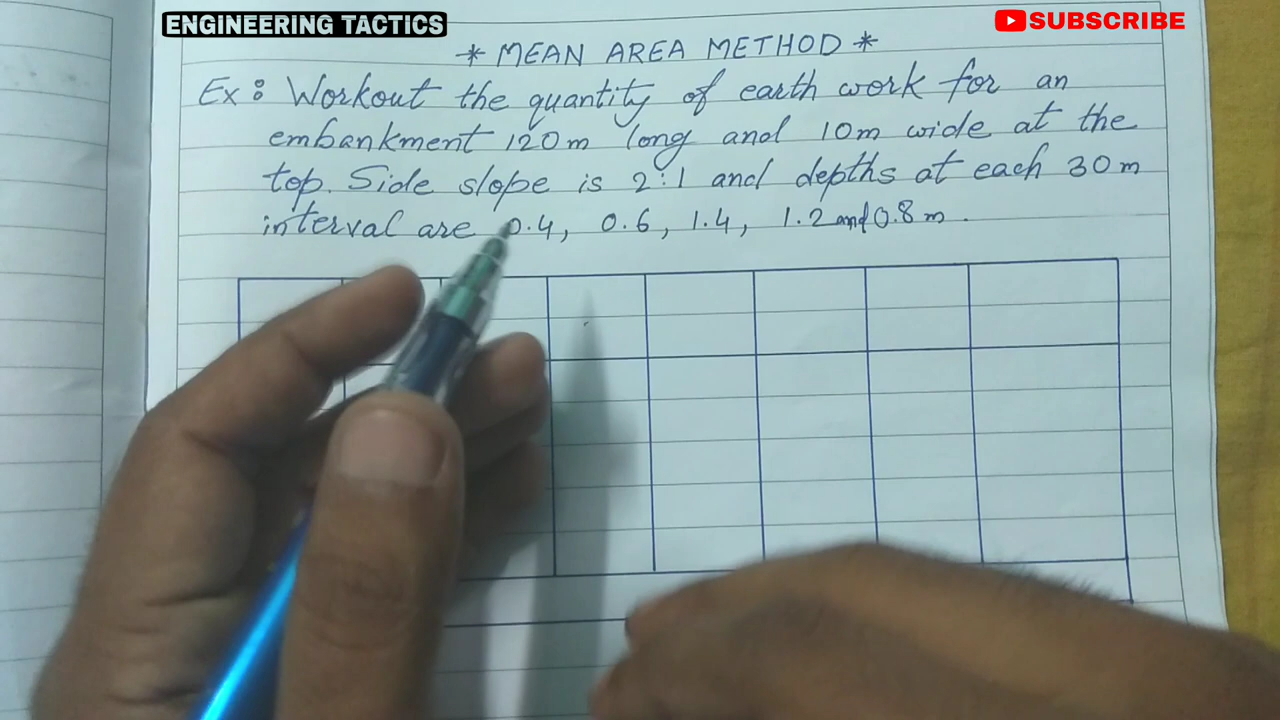 ENGINEERING TACTICS
SUBSCRIBE
* MEAN AREA METHOD *
Ex: Workout the quantity of earth work for an
embankment 120m long and 10m wide at the
top. Side slope is 2:1 and depths at each 30m
interval are 0.4, 0.6, 1.4, 1.2 and 0.8 m.